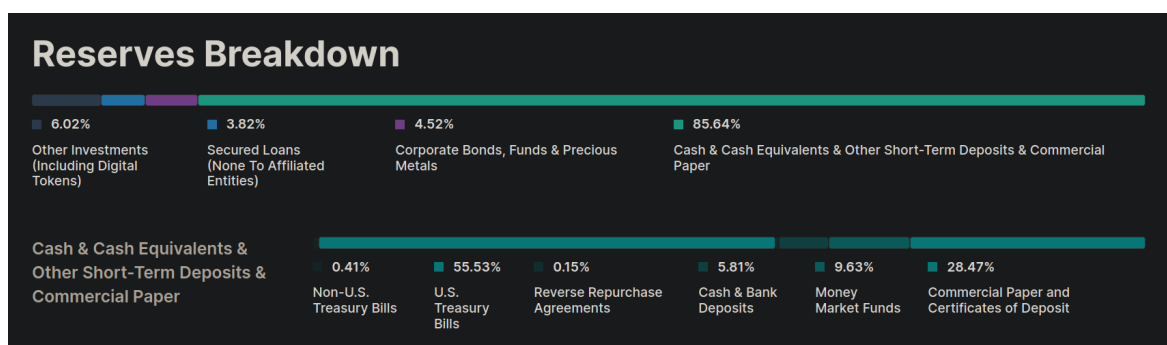 Reserves Breakdown
6.02%
Other Investments
(Including Digital
Tokens)
3.82%
Secured Loans
(None To Affiliated
Entities)
4.52%
Corporate Bonds, Funds & Precious
Metals
85.64%
Cash & Cash Equivalents & Other Short-Term Deposits & Commercial
Paper
Cash & Cash Equivalents &
Other Short-Term Deposits &
Commercial Paper
0.41%
Non-U.S.
Treasury Bills
55.53%
U.S.
Treasury
Bills
0.15%
Reverse Repurchase
Agreements
5.81%
Cash & Bank
Deposits
9.63%
Money
Market Funds
28.47%
Commercial Paper and
Certificates of Deposit